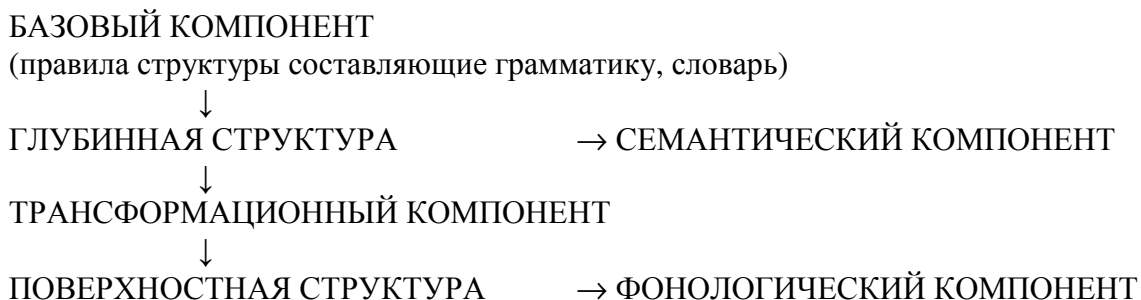 БАЗОВЫЙ КОМПОНЕНТ
(правила структуры составляющие грамматику, словарь)
↓
ГЛУБИННАЯ СТРУКТУРА → СЕМАНТИЧЕСКИЙ КОМПОНЕНТ
↓
ТРАНСФОРМАЦИОННЫЙ КОМПОНЕНТ
↓
ПОВЕРХНОСТНАЯ СТРУКТУРА → ФОНОЛОГИЧЕСКИЙ КОМПОНЕНТ